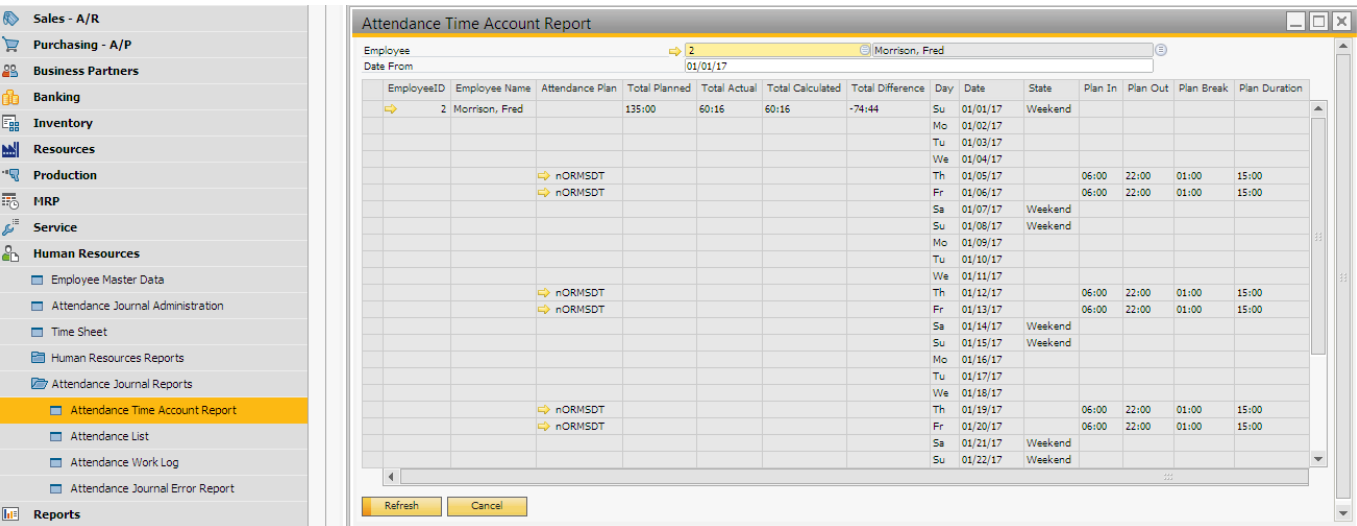 Sales - A/R
Purchasing - A/P
Business Partners
Banking
Inventory
Resources
Production
MRP
Service
Human Resources
Employee Master Data
Attendance Journal Administration
Time Sheet
Human Resources Reports
Attendance Journal Reports
Attendance Time Account Report
Attendance List
Attendance Work Log
Attendance Journal Error Report
Reports
Attendance Time Account Report
Employee 2 Morrison, Fred
Date From 01/01/17
EmployeeID Employee Name Attendance Plan Total Planned Total Actual Total Calculated Total Difference Day Date State Plan In Plan Out Plan Break Plan Duration
2 Morrison, Fred 135:00 60:16 60:16 -74:44 Su 01/01/17 Weekend
Mo 01/02/17
Tu 01/03/17
We 01/04/17
nORMSDT Th 01/05/17 06:00 22:00 01:00 15:00
nORMSDT Fr 01/06/17 06:00 22:00 01:00 15:00
Sa 01/07/17 Weekend
Su 01/08/17 Weekend
Mo 01/09/17
Tu 01/10/17
We 01/11/17
nORMSDT Th 01/12/17 06:00 22:00 01:00 15:00
nORMSDT Fr 01/13/17 06:00 22:00 01:00 15:00
Sa 01/14/17 Weekend
Su 01/15/17 Weekend
Mo 01/16/17
Tu 01/17/17
We 01/18/17
nORMSDT Th 01/19/17 06:00 22:00 01:00 15:00
nORMSDT Fr 01/20/17 06:00 22:00 01:00 15:00
Sa 01/21/17 Weekend
Su 01/22/17 Weekend
Refresh Cancel